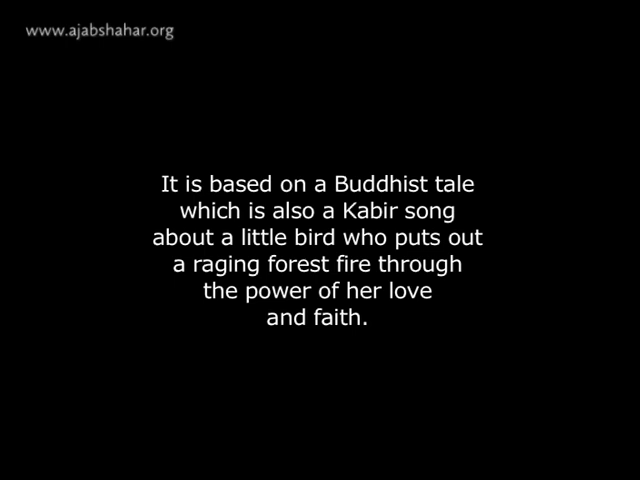 www.ajabshahar.org
It is based on a Buddhist tale
which is also a Kabir song
about a little bird who puts out
a raging forest fire through
the power of her love
and faith.